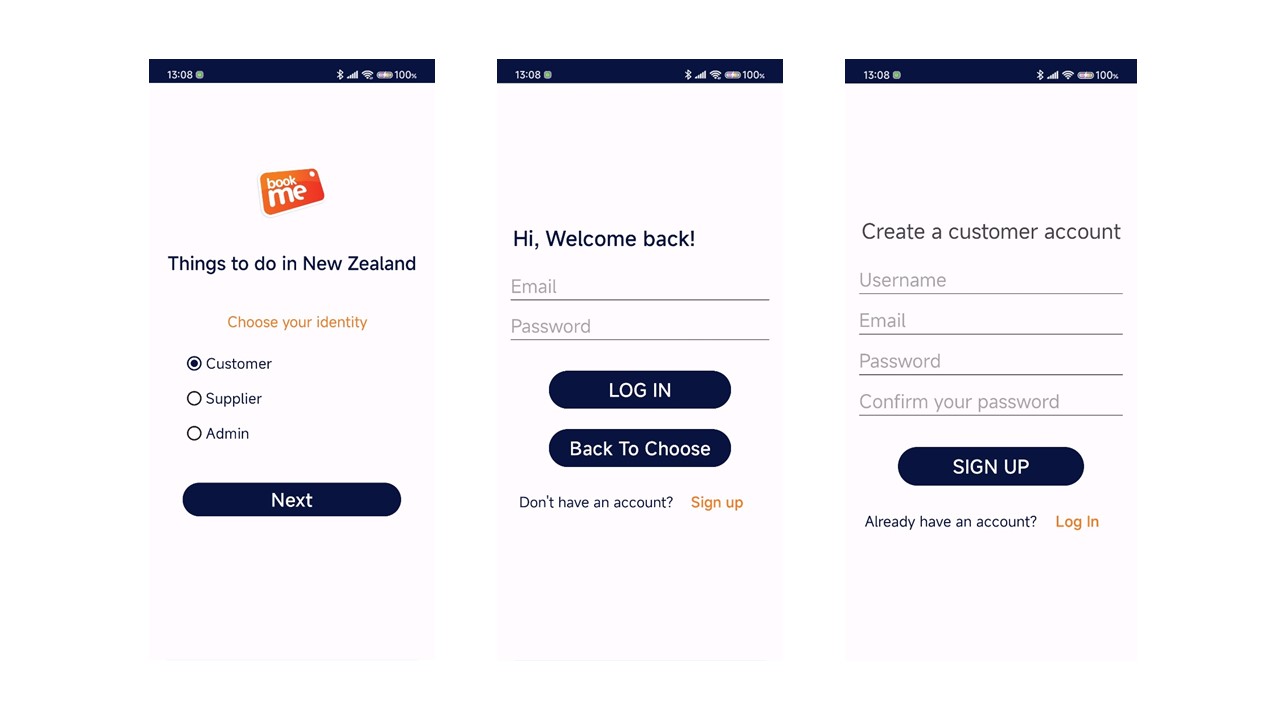 13:08 100%
book
me
Things to do in New Zealand
Choose your identity
Customer
Supplier
Admin
Next
13:08 100%
Hi, Welcome back!
Email
Password
LOG IN
Back To Choose
Don't have an account? Sign up
13:08 100%
Create a customer account
Username
Email
Password
Confirm your password
SIGN UP
Already have an account? Log In